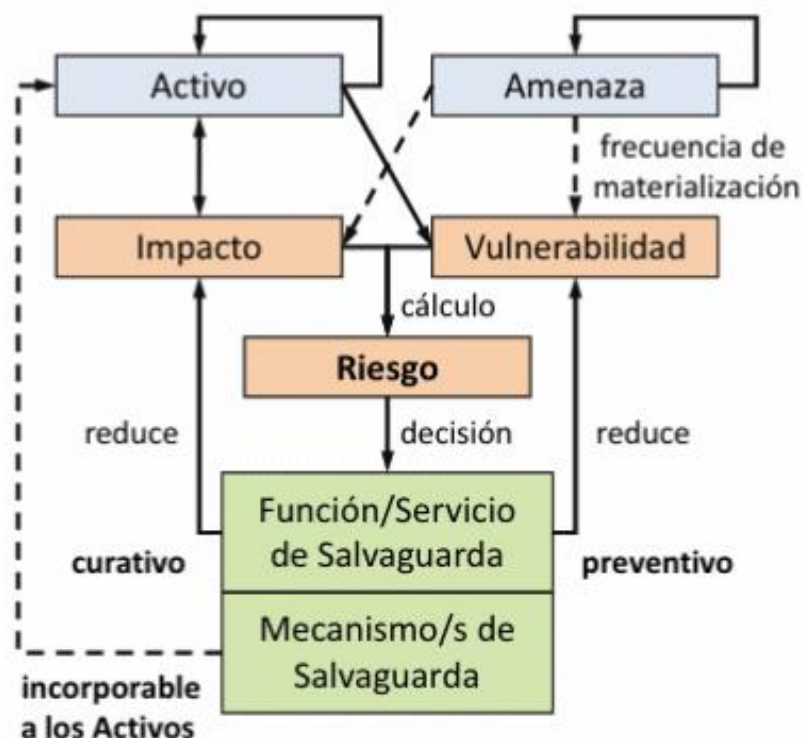 Activo
Amenaza
frecuencia de
materialización
Impacto
Vulnerabilidad
cálculo
Riesgo
reduce
decisión
reduce
Función/Servicio
de Salvaguarda
curativo
preventivo
Mecanismo/s de
Salvaguarda
incorporable
a los Activos